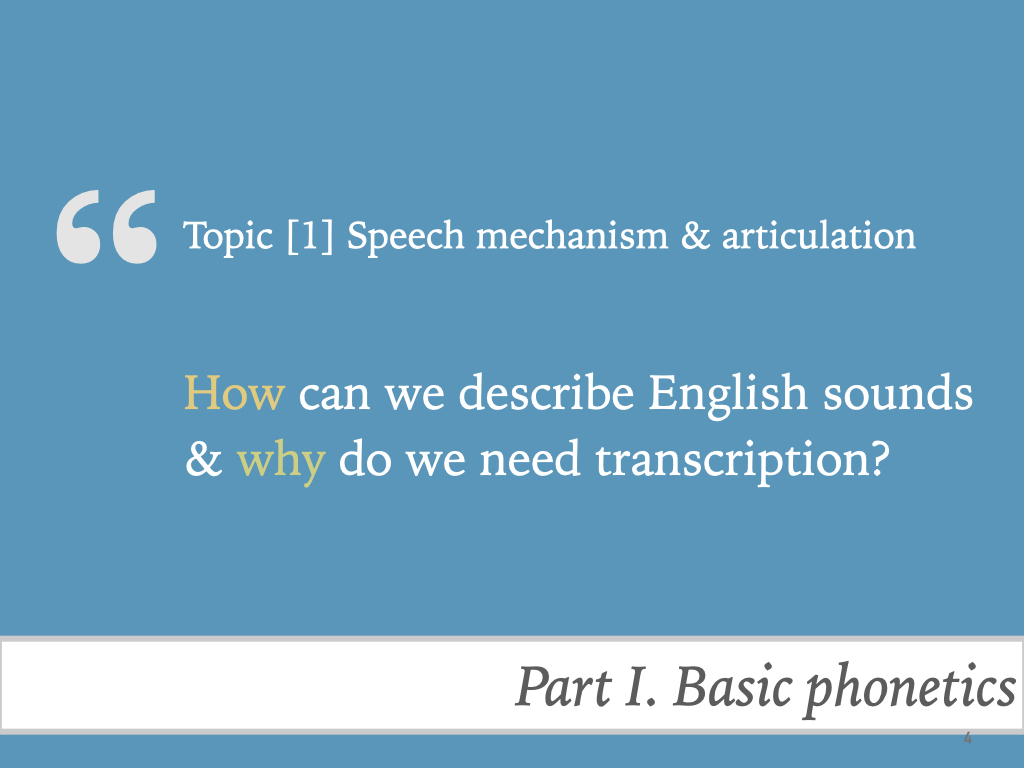 “
Topic [1] Speech mechanism & articulation
How can we describe English sounds
& why do we need transcription?
Part I. Basic phonetics
4